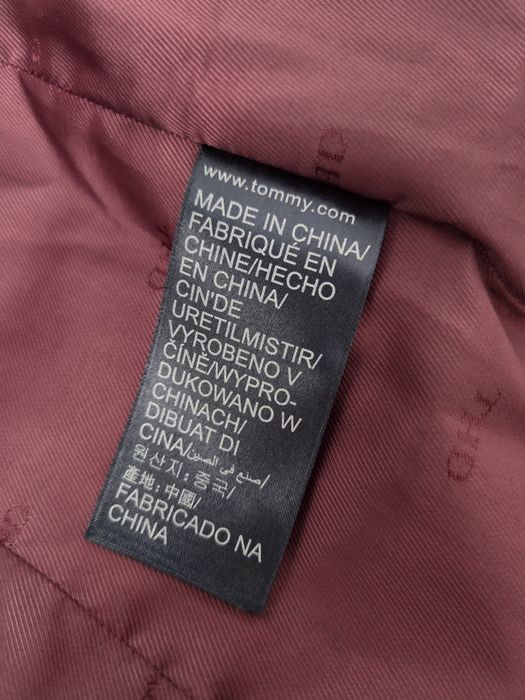 www.tommy.com
MADE IN CHINA/
FABRIQUÉ EN
CHINE/HECHO
EN CHINA/
CIN'DE
URETILMISTIR/
VYROBENO V
ČÍNĚ/WYPRO-
DUKOWANO W
CHINACH/
DIBUAT DI
CINA/صنع في الصين/
원산지: 중국/
產地: 中國/
FABRICADO NA
CHINA